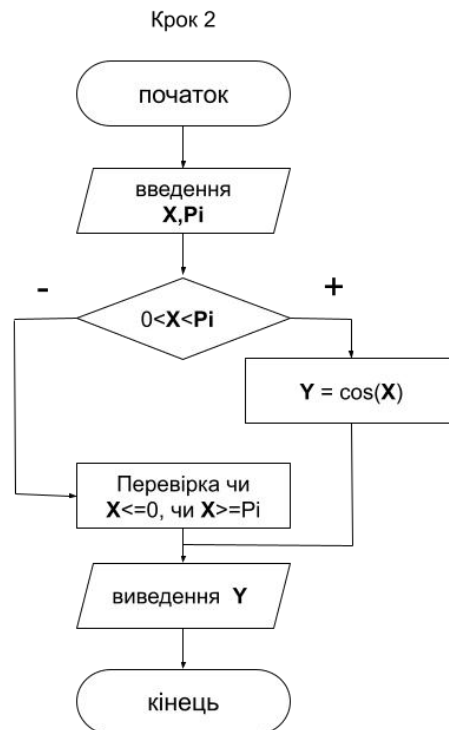 Крок 2
початок
введення
X,Pi
-
+
0<X<Pi
Y = cos(X)
Перевірка чи
X<=0, чи X>=Pi
виведення Y
кінець